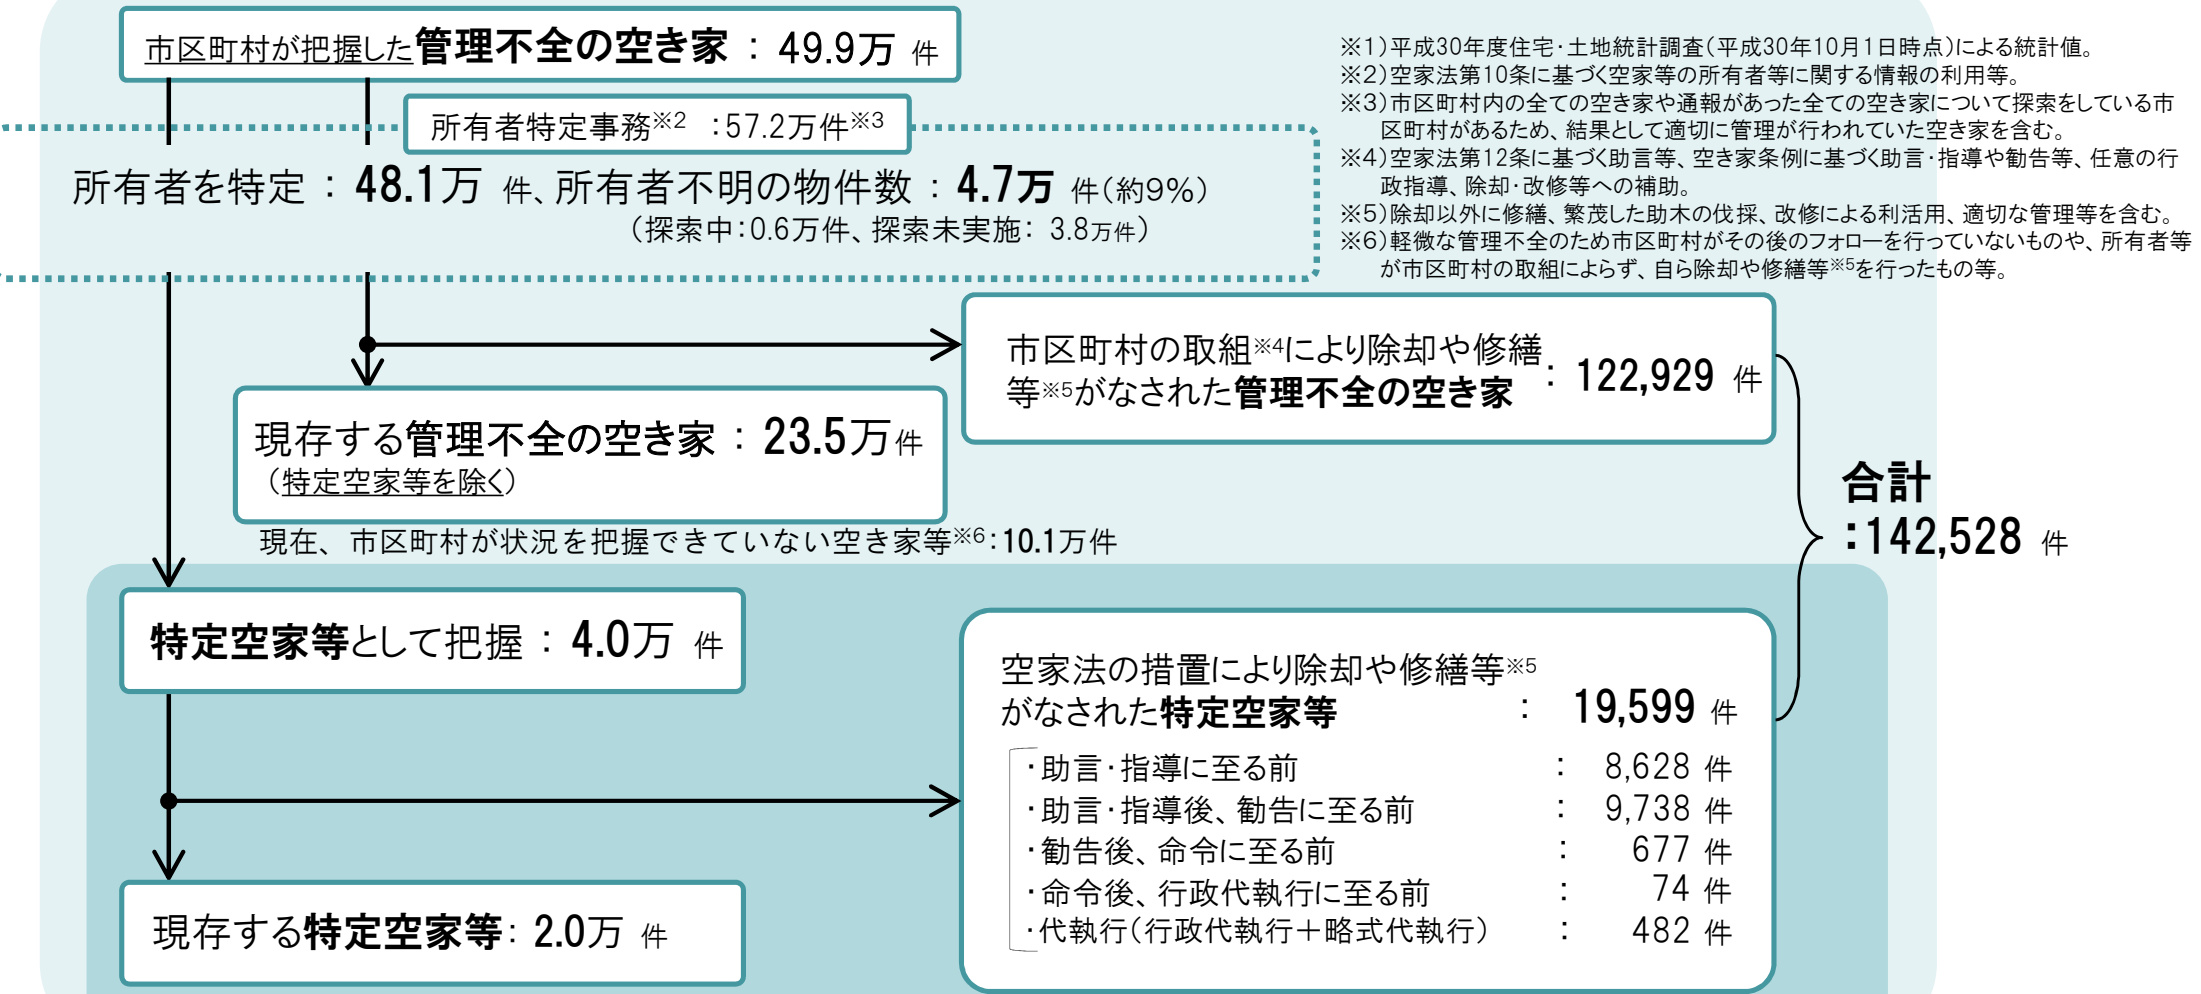 市区町村が把握した管理不全の空き家 : 49.9万 件
所有者特定事務※2 :57.2万件※3
所有者を特定 : 48.1万 件、所有者不明の物件数 : 4.7万 件(約9%)
(探索中:0.6万件、探索未実施: 3.8万件)
※1)平成30年度住宅・土地統計調査(平成30年10月1日時点)による統計値。
※2)空家法第10条に基づく空家等の所有者等に関する情報の利用等。
※3)市区町村内の全ての空き家や通報があった全ての空き家について探索をしている市
区町村があるため、結果として適切に管理が行われていた空き家を含む。
※4)空家法第12条に基づく助言等、空き家条例に基づく助言・指導や勧告等、任意の行
政指導、除却・改修等への補助。
※5)除却以外に修繕、繁茂した助木の伐採、改修による利活用、適切な管理等を含む。
※6)軽微な管理不全のため市区町村がその後のフォローを行っていないものや、所有者等
が市区町村の取組によらず、自ら除却や修繕等※5を行ったもの等。
市区町村の取組※4により除却や修繕
等※5がなされた管理不全の空き家 : 122,929 件
現存する管理不全の空き家 : 23.5万件
(特定空家等を除く)
現在、市区町村が状況を把握できていない空き家等※6:10.1万件
合計
:142,528 件
特定空家等として把握 : 4.0万 件
空家法の措置により除却や修繕等※5
がなされた特定空家等 : 19,599 件
・助言・指導に至る前 : 8,628 件
・助言・指導後、勧告に至る前 : 9,738 件
・勧告後、命令に至る前 : 677 件
・命令後、行政代執行に至る前 : 74 件
・代執行(行政代執行+略式代執行) : 482 件
現存する特定空家等: 2.0万 件